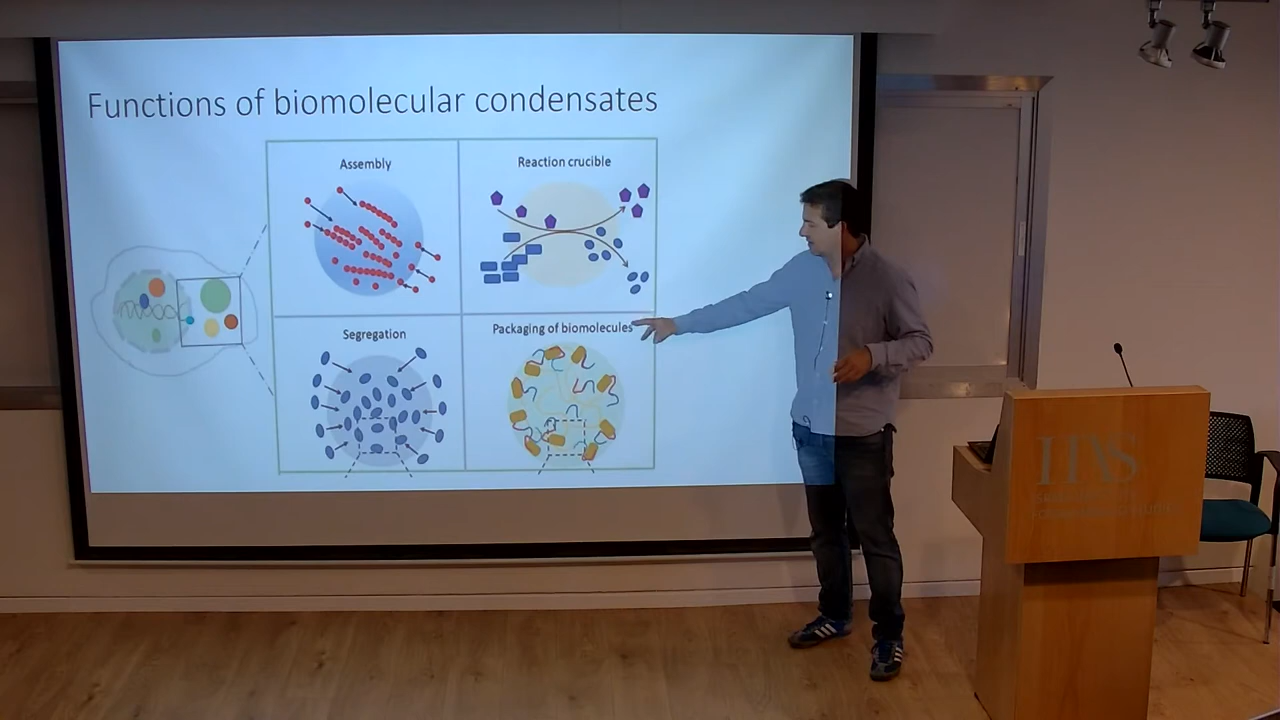 Functions of biomolecular condensates
Assembly
Reaction crucible
Segregation
Packaging of biomolecules
IIAS